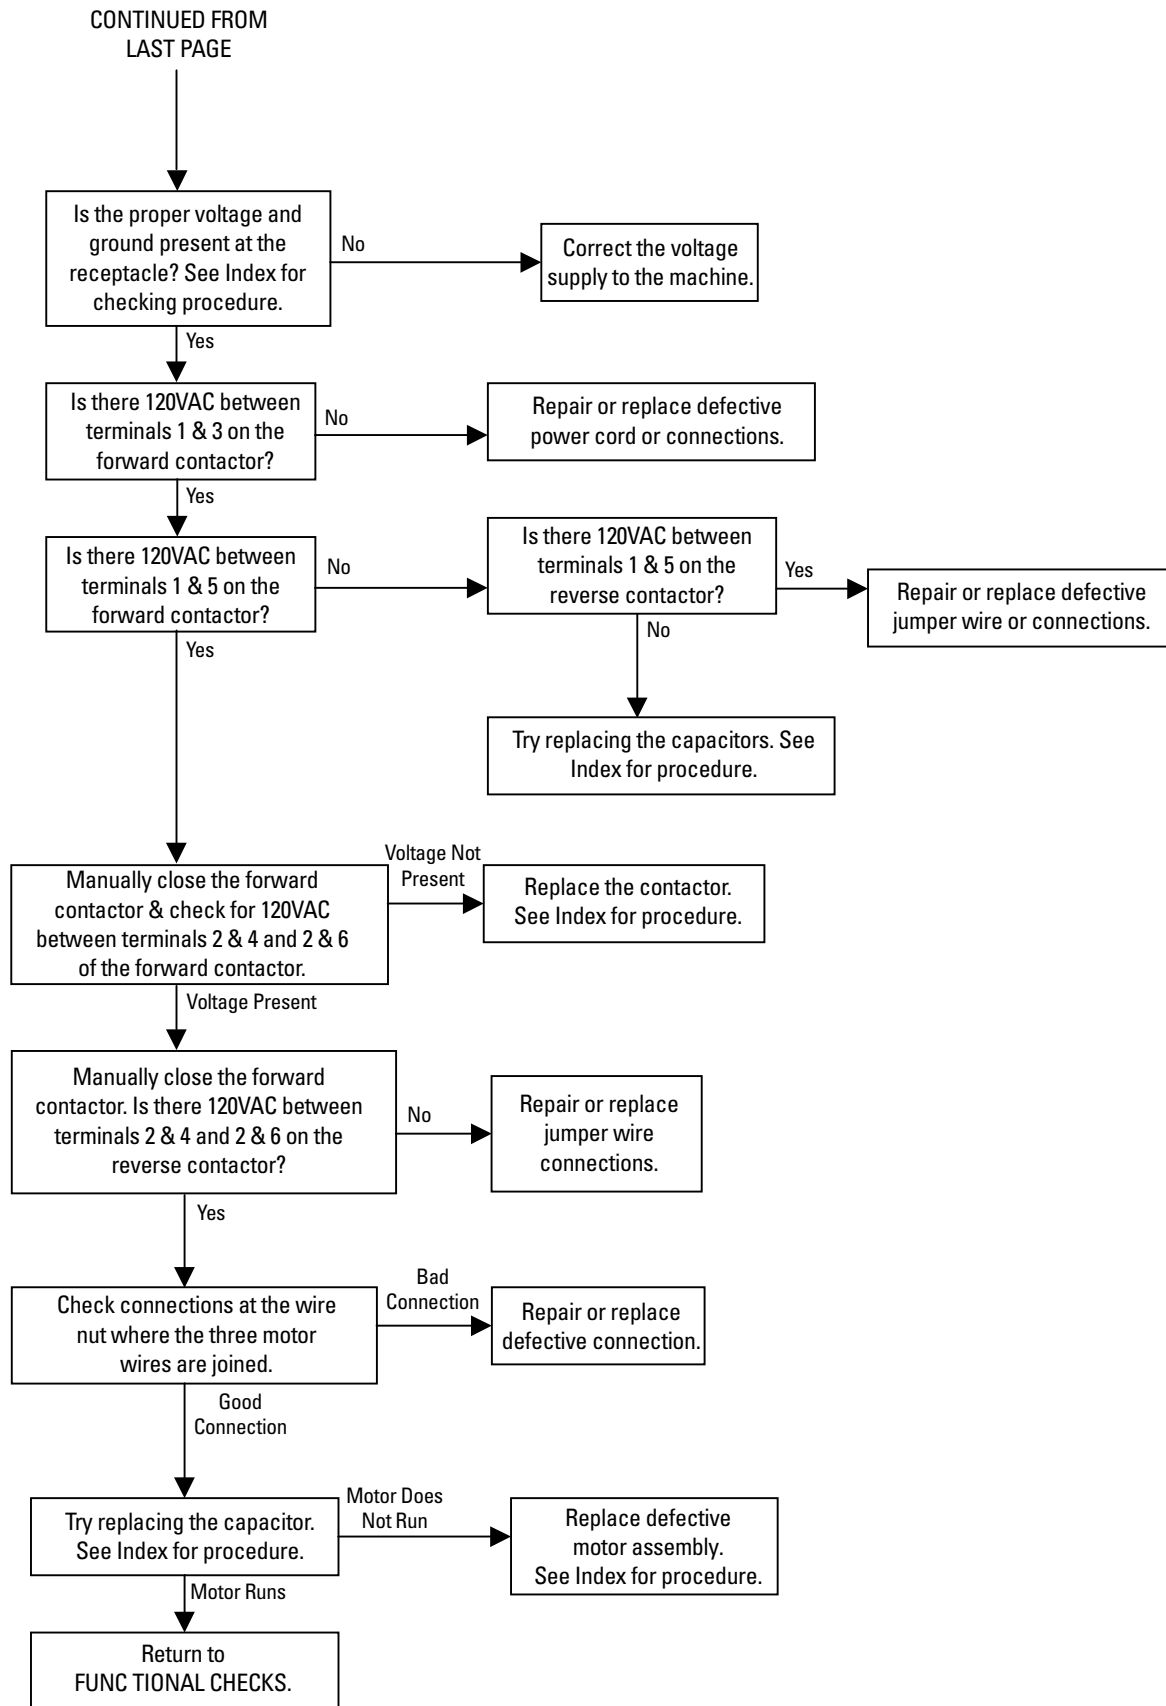 CONTINUED FROM
LAST PAGE
Is the proper voltage and
ground present at the
receptacle? See Index for
checking procedure.
No
Correct the voltage
supply to the machine.
Yes
Is there 120VAC between
terminals 1 & 3 on the
forward contactor?
No
Repair or replace defective
power cord or connections.
Yes
Is there 120VAC between
terminals 1 & 5 on the
forward contactor?
No
Is there 120VAC between
terminals 1 & 5 on the
reverse contactor?
Yes
Repair or replace defective
jumper wire or connections.
No
Try replacing the capacitors. See
Index for procedure.
Yes
Manually close the forward
contactor & check for 120VAC
between terminals 2 & 4 and 2 & 6
of the forward contactor.
Voltage Not
Present
Replace the contactor.
See Index for procedure.
Voltage Present
Manually close the forward
contactor. Is there 120VAC between
terminals 2 & 4 and 2 & 6 on the
reverse contactor?
No
Repair or replace
jumper wire
connections.
Yes
Check connections at the wire
nut where the three motor
wires are joined.
Bad
Connection
Repair or replace
defective connection.
Good
Connection
Try replacing the capacitor.
See Index for procedure.
Motor Does
Not Run
Replace defective
motor assembly.
See Index for procedure.
Motor Runs
Return to
FUNC TIONAL CHECKS.